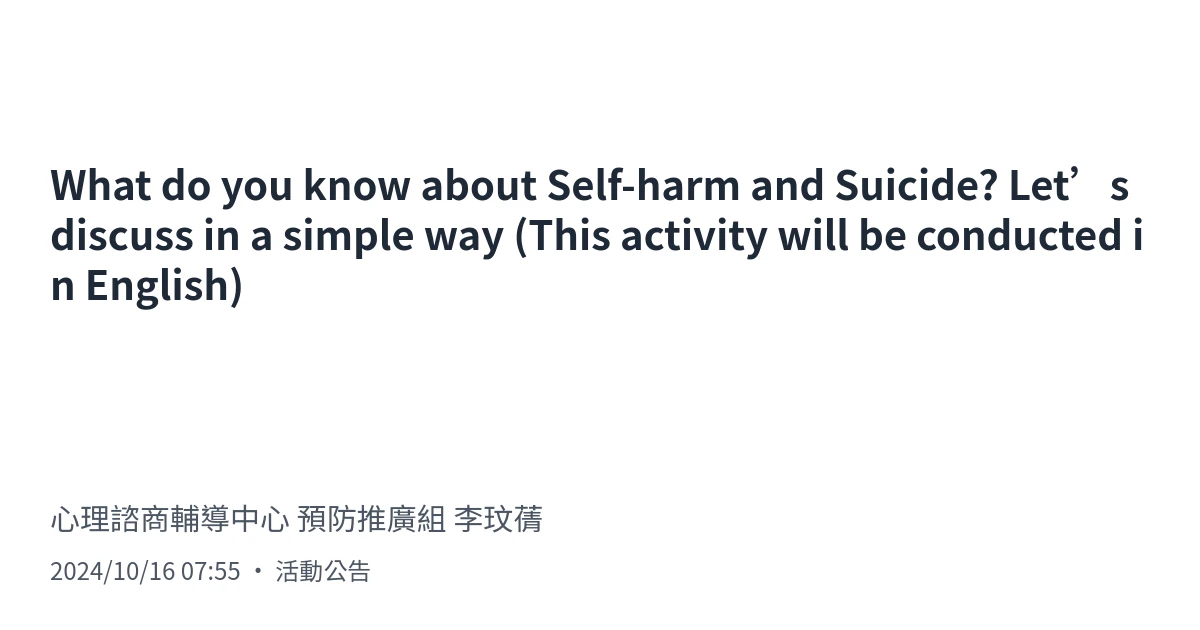 What do you know about Self-harm and Suicide? Let’s
discuss in a simple way (This activity will be conducted i
n English)
心理諮商輔導中心 預防推廣組 李玟蒨
2024/10/16 07:55 ・ 活動公告